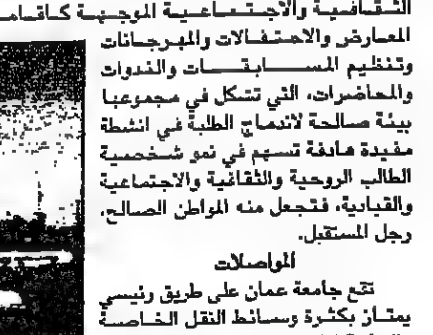 الثقافية والاجتماعية الموجهة كاقامة
المعارض والاحتفالات والمهرجانات
وتنظيم المسابقات والندوات
والمحاضرات، التي تشكل في مجموعها
بيئة صالحة لاندماج الطلبة في انشطة
مفيدة هادفة تسهم في نمو شخصية
الطالب الروحية والثقافية والاجتماعية
والقيادية، فتجعل منه المواطن الصالح،
رجل المستقبل.
المواصلات
تقع جامعة عمان على طريق رئيسي
يمتاز بكثرة وسائط النقل الخاصة